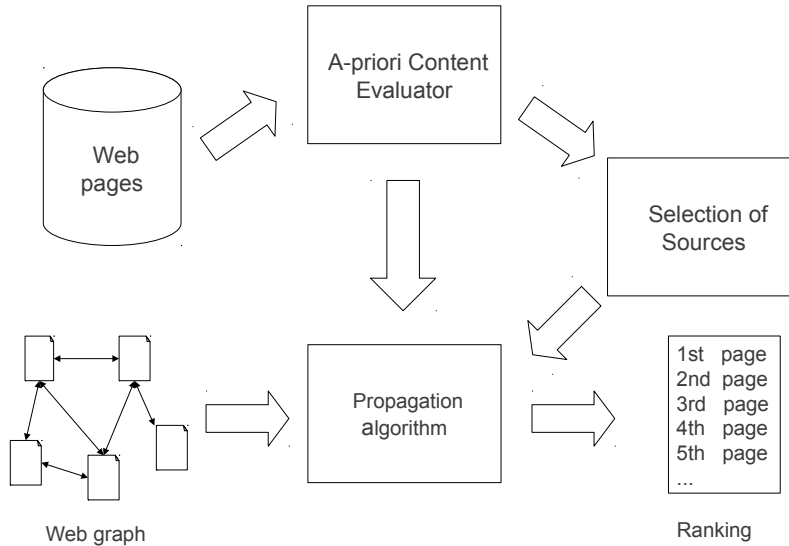 A-priori Content
Evaluator
Web
pages
Selection of
Sources
Propagation
algorithm
1st page
2nd page
3rd page
4th page
5th page
...
Web graph
Ranking